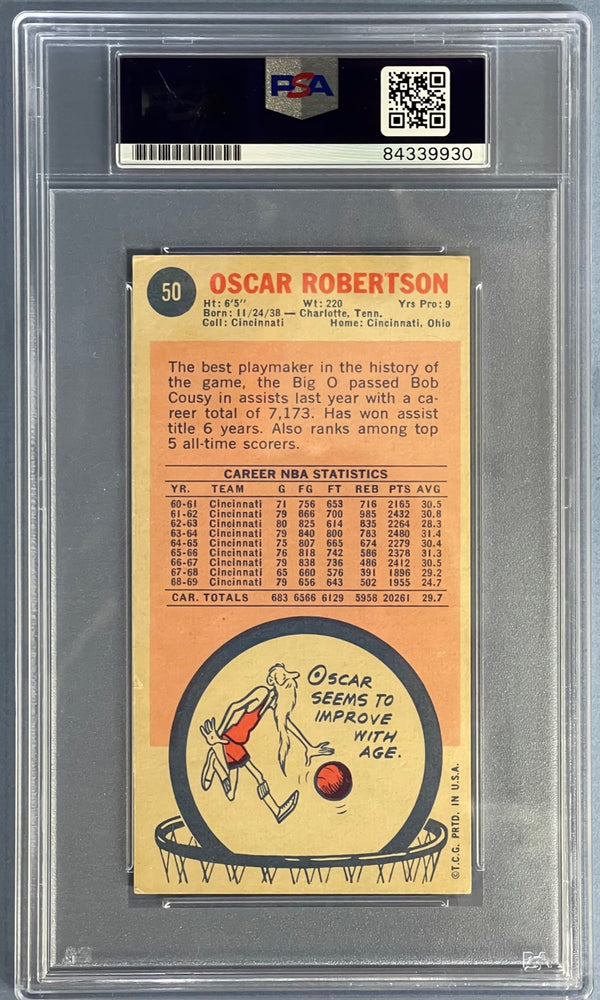 PSA
84339930
50 OSCAR ROBERTSON
Ht: 6'5" Wt: 220 Yrs Pro: 9
Born: 11/24/38 — Charlotte, Tenn.
Coll: Cincinnati Home: Cincinnati, Ohio
The best playmaker in the history of
the game, the Big O passed Bob
Cousy in assists last year with a ca-
reer total of 7,173. Has won assist
title 6 years. Also ranks among top
5 all-time scorers.
CAREER NBA STATISTICS
YR. TEAM G FG FT REB PTS AVG
60-61 Cincinnati 71 756 653 716 2165 30.5
61-62 Cincinnati 79 866 700 985 2432 30.8
62-63 Cincinnati 80 825 614 835 2264 28.3
63-64 Cincinnati 79 840 800 783 2480 31.4
64-65 Cincinnati 75 807 665 674 2279 30.4
65-66 Cincinnati 76 818 742 586 2378 31.3
66-67 Cincinnati 79 838 736 486 2412 30.5
67-68 Cincinnati 65 660 576 391 1896 29.2
68-69 Cincinnati 79 656 643 502 1955 24.7
CAR. TOTALS 683 6566 6129 5958 20261 29.7
OSCAR
SEEMS TO
IMPROVE
WITH
AGE.
©T.C.G. PRTD. IN U.S.A.
PSA